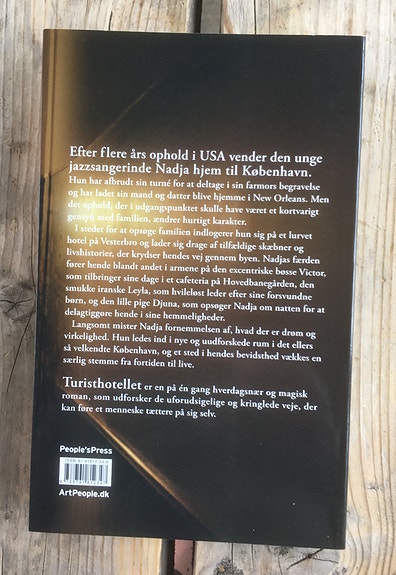 Efter flere års ophold i USA vender den unge
jazzsangerinde Nadja hjem til København.
Hun har afbrudt sin turné for at deltage i sin farmors begravelse
og har ladet sin mand og datter blive hjemme i New Orleans. Men
det ophold, der i udgangspunktet skulle have været et kortvarigt
gensyn med familien, ændrer hurtigt karakter.
I stedet for at opsøge familien indlogerer hun sig på et lurvet
hotel på Vesterbro og lader sig drage af tilfældige skæbner og
livshistorier, der krydser hendes vej gennem byen. Nadjas færden
fører hende blandt andet i armene på den excentriske bøsse Victor,
som tilbringer sine dage i et cafeteria på Hovedbanegården, den
smukke iranske Leyla, som hvileløst leder efter sine forsvundne
børn, og den lille pige Djuna, som opsøger Nadja om natten for at
delagtiggøre hende i sine hemmeligheder.
Langsomt mister Nadja fornemmelsen af, hvad der er drøm og
virkelighed. Hun ledes ind i nye og uudforskede rum i det ellers
så velkendte København, og et sted i hendes bevidsthed vækkes en
særlig stemme fra fortiden til live.
Turisthotellet er en på én gang hverdagsnær og magisk
roman, som udforsker de uforudsigelige og kringlede veje, der
kan føre et menneske tættere på sig selv.
People'sPress
ArtPeople.dk